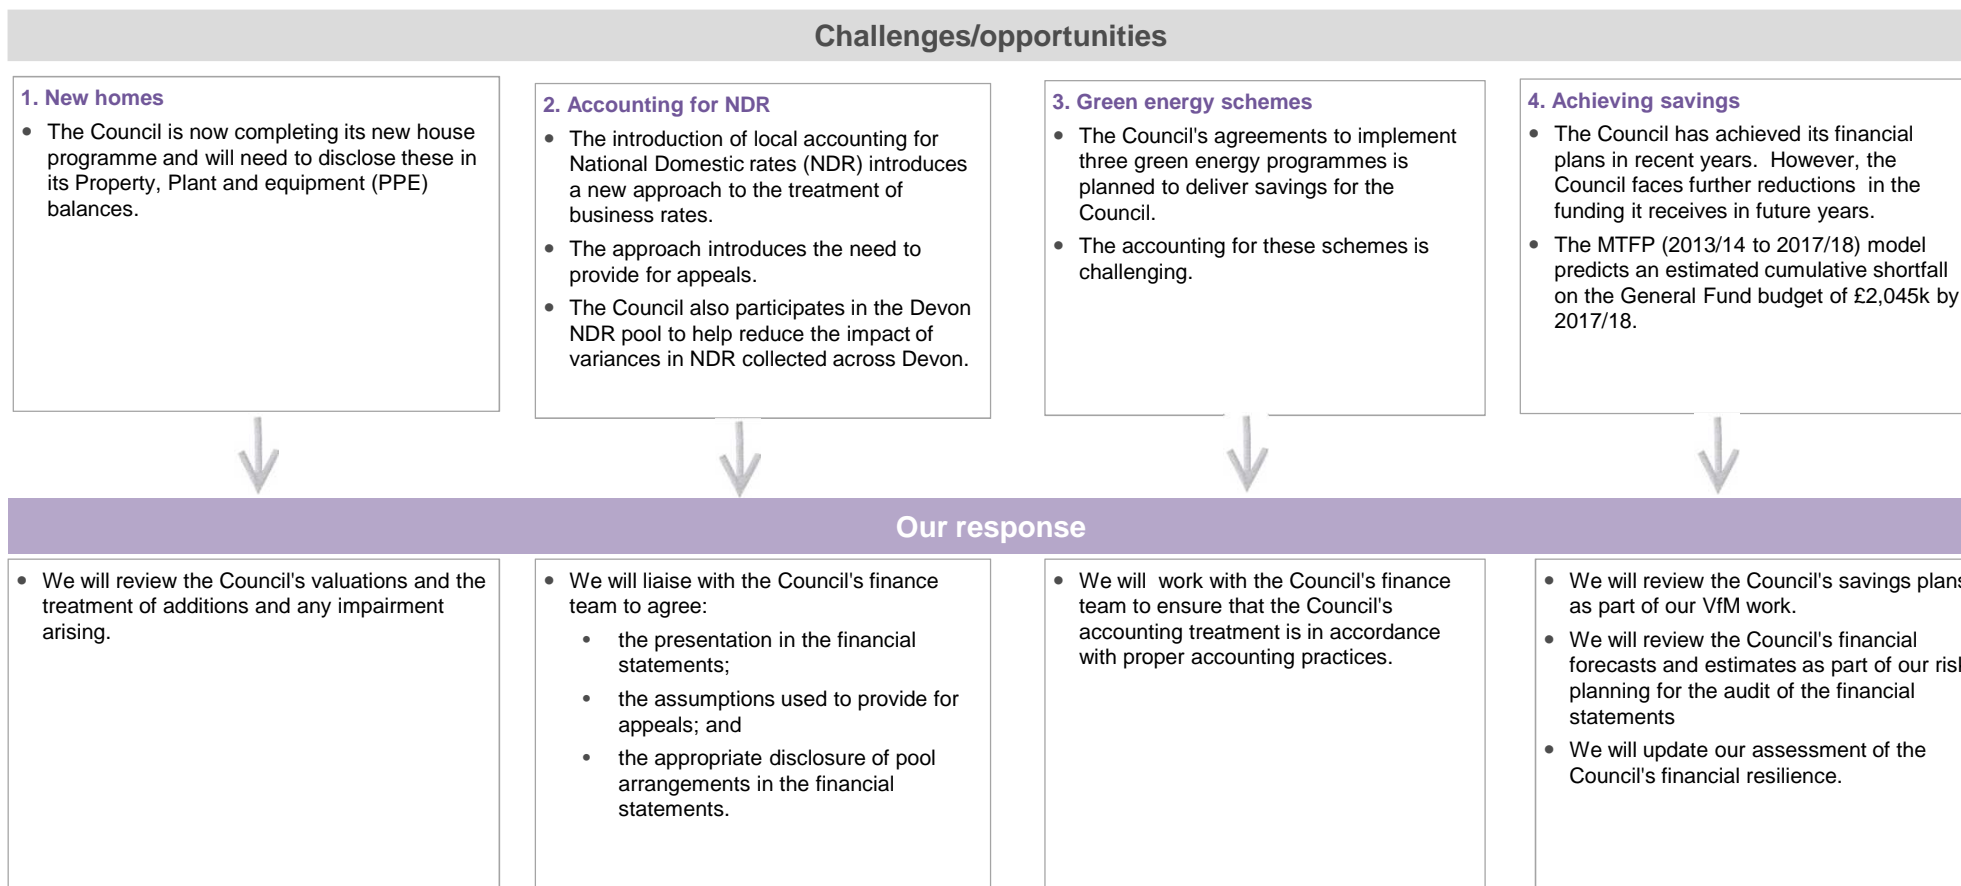 Challenges/opportunities
1. New homes
• The Council is now completing its new house
programme and will need to disclose these in
its Property, Plant and equipment (PPE)
balances.
2. Accounting for NDR
• The introduction of local accounting for
National Domestic rates (NDR) introduces
a new approach to the treatment of
business rates.
• The approach introduces the need to
provide for appeals.
• The Council also participates in the Devon
NDR pool to help reduce the impact of
variances in NDR collected across Devon.
3. Green energy schemes
• The Council's agreements to implement
three green energy programmes is
planned to deliver savings for the
Council.
• The accounting for these schemes is
challenging.
4. Achieving savings
• The Council has achieved its financial
plans in recent years. However, the
Council faces further reductions in the
funding it receives in future years.
• The MTFP (2013/14 to 2017/18) model
predicts an estimated cumulative shortfall
on the General Fund budget of £2,045k by
2017/18.
Our response
• We will review the Council's valuations and the
treatment of additions and any impairment
arising.
• We will liaise with the Council's finance
team to agree:
• the presentation in the financial
statements;
• the assumptions used to provide for
appeals; and
• the appropriate disclosure of pool
arrangements in the financial
statements.
• We will work with the Council's finance
team to ensure that the Council's
accounting treatment is in accordance
with proper accounting practices.
• We will review the Council's savings plans
as part of our VfM work.
• We will review the Council's financial
forecasts and estimates as part of our risk
planning for the audit of the financial
statements
• We will update our assessment of the
Council's financial resilience.